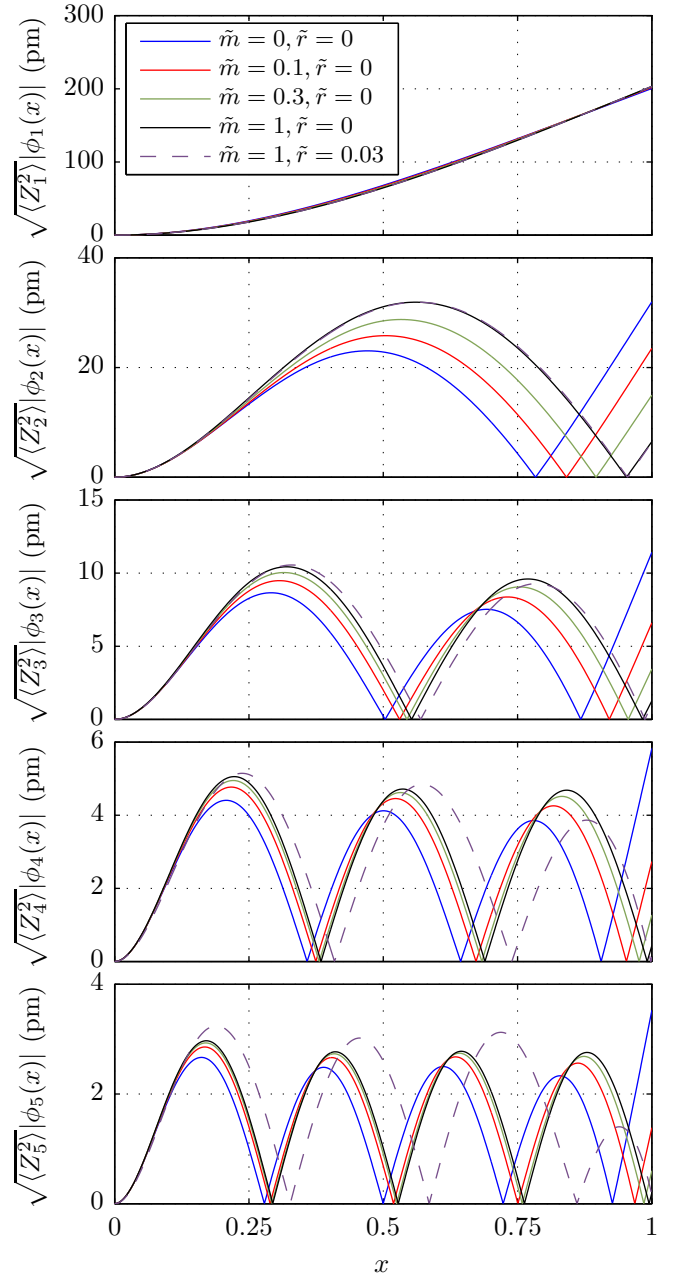 300
200
100
0
√⟨Z₁²⟩|ϕ₁(x)| (pm)
m̃ = 0, r̃ = 0
m̃ = 0.1, r̃ = 0
m̃ = 0.3, r̃ = 0
m̃ = 1, r̃ = 0
m̃ = 1, r̃ = 0.03
40
20
0
√⟨Z₂²⟩|ϕ₂(x)| (pm)
15
10
5
0
√⟨Z₃²⟩|ϕ₃(x)| (pm)
6
4
2
0
√⟨Z₄²⟩|ϕ₄(x)| (pm)
4
2
0
√⟨Z₅²⟩|ϕ₅(x)| (pm)
0 0.25 0.5 0.75 1
x